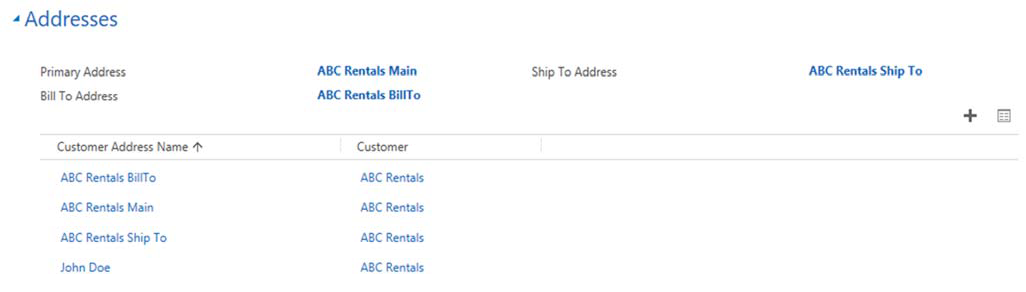 Addresses
Primary Address ABC Rentals Main Ship To Address ABC Rentals Ship To
Bill To Address ABC Rentals BillTo
Customer Address Name Customer
ABC Rentals BillTo ABC Rentals
ABC Rentals Main ABC Rentals
ABC Rentals Ship To ABC Rentals
John Doe ABC Rentals